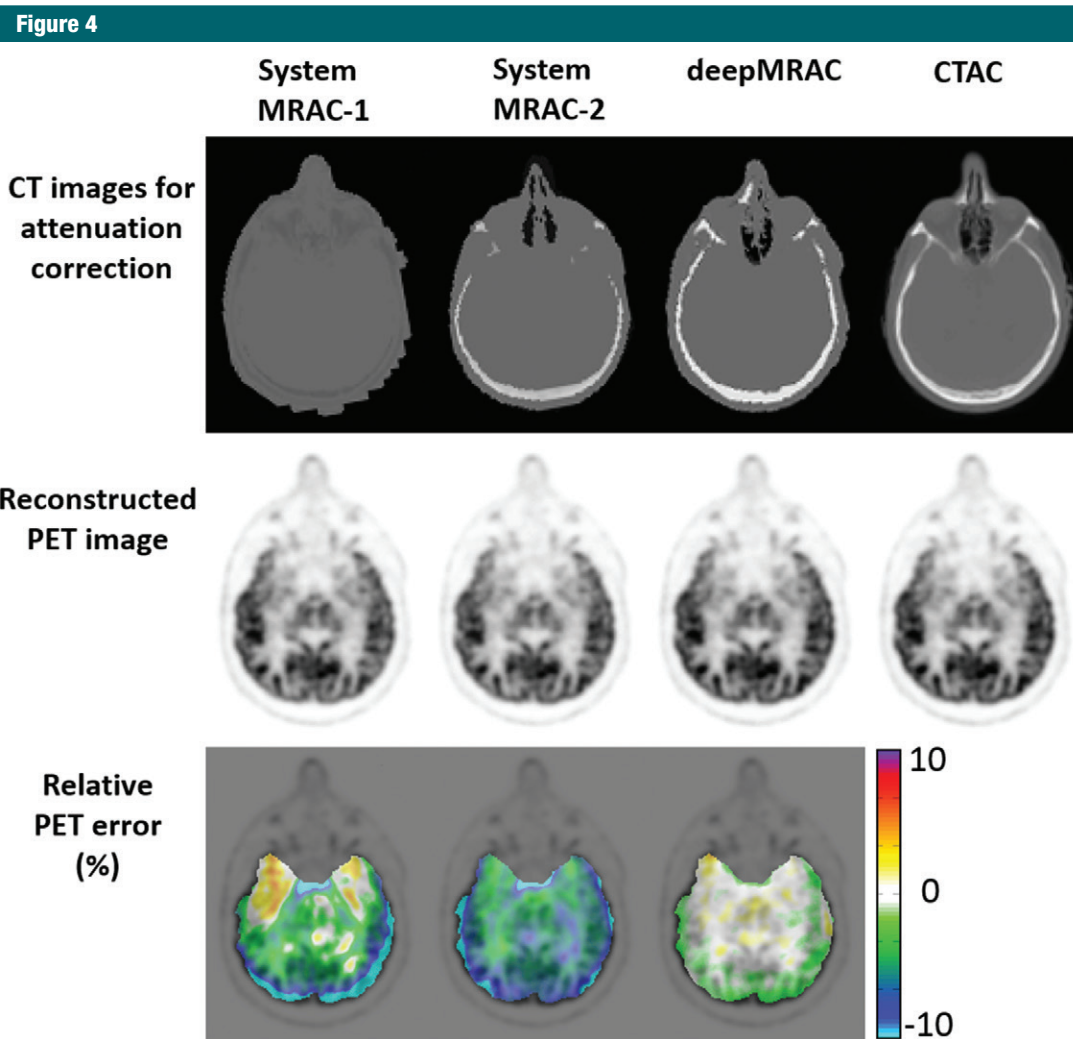 Figure 4
System
MRAC-1
System
MRAC-2
deepMRAC
CTAC
CT images for
attenuation
correction
Reconstructed
PET image
Relative
PET error
(%)
10
0
-10